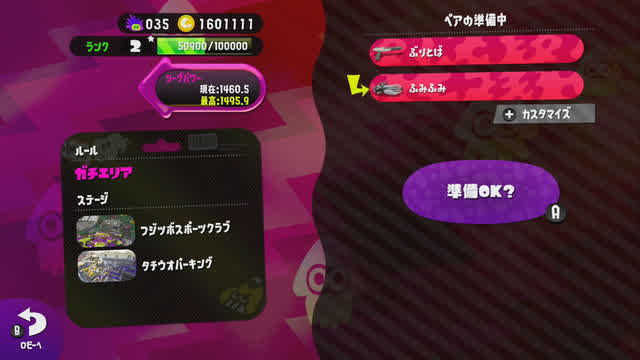 035 1601111
ランク 2 50900/100000
リーグパワー
現在:1460.5
最高:1495.9
ルール
ガチエリア
ステージ
フジツボスポーツクラブ
タチウオパーキング
B
ロビーへ
ペアの準備中
ぷりとば
ふみふみ
+ カスタマイズ
準備OK?
A